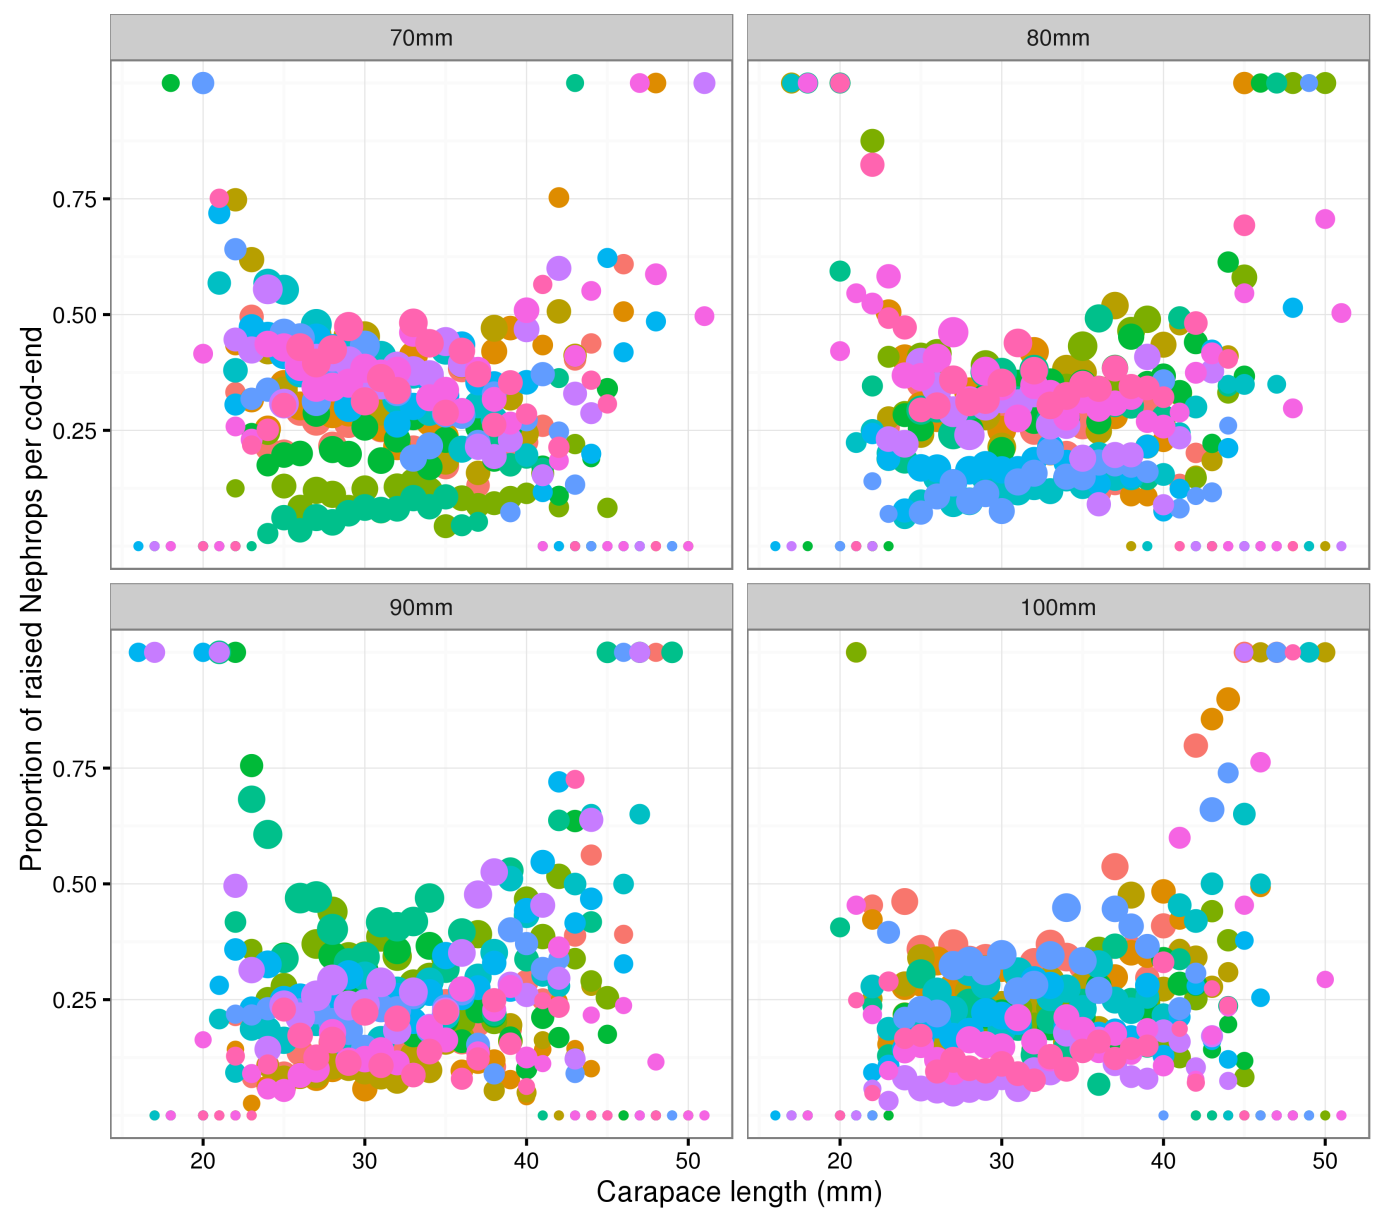 70mm
80mm
0.75
0.50
0.25
Proportion of raised Nephrops per cod-end
90mm
100mm
0.75
0.50
0.25
20
30
40
50
20
30
40
50
Carapace length (mm)